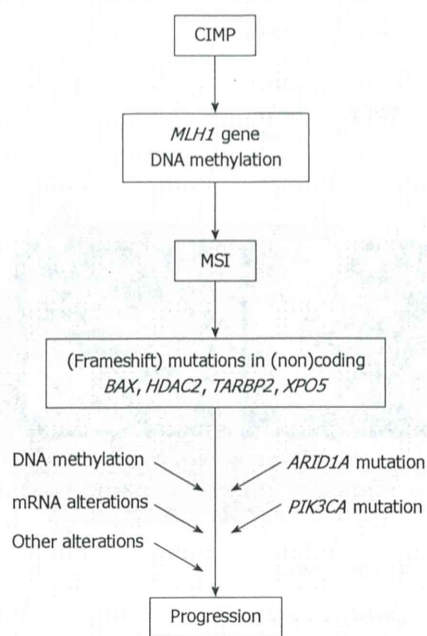 CIMP
MLH1 gene
DNA methylation
MSI
(Frameshift) mutations in (non)coding
BAX, HDAC2, TARBP2, XPO5
DNA methylation
ARID1A mutation
mRNA alterations
PIK3CA mutation
Other alterations
Progression